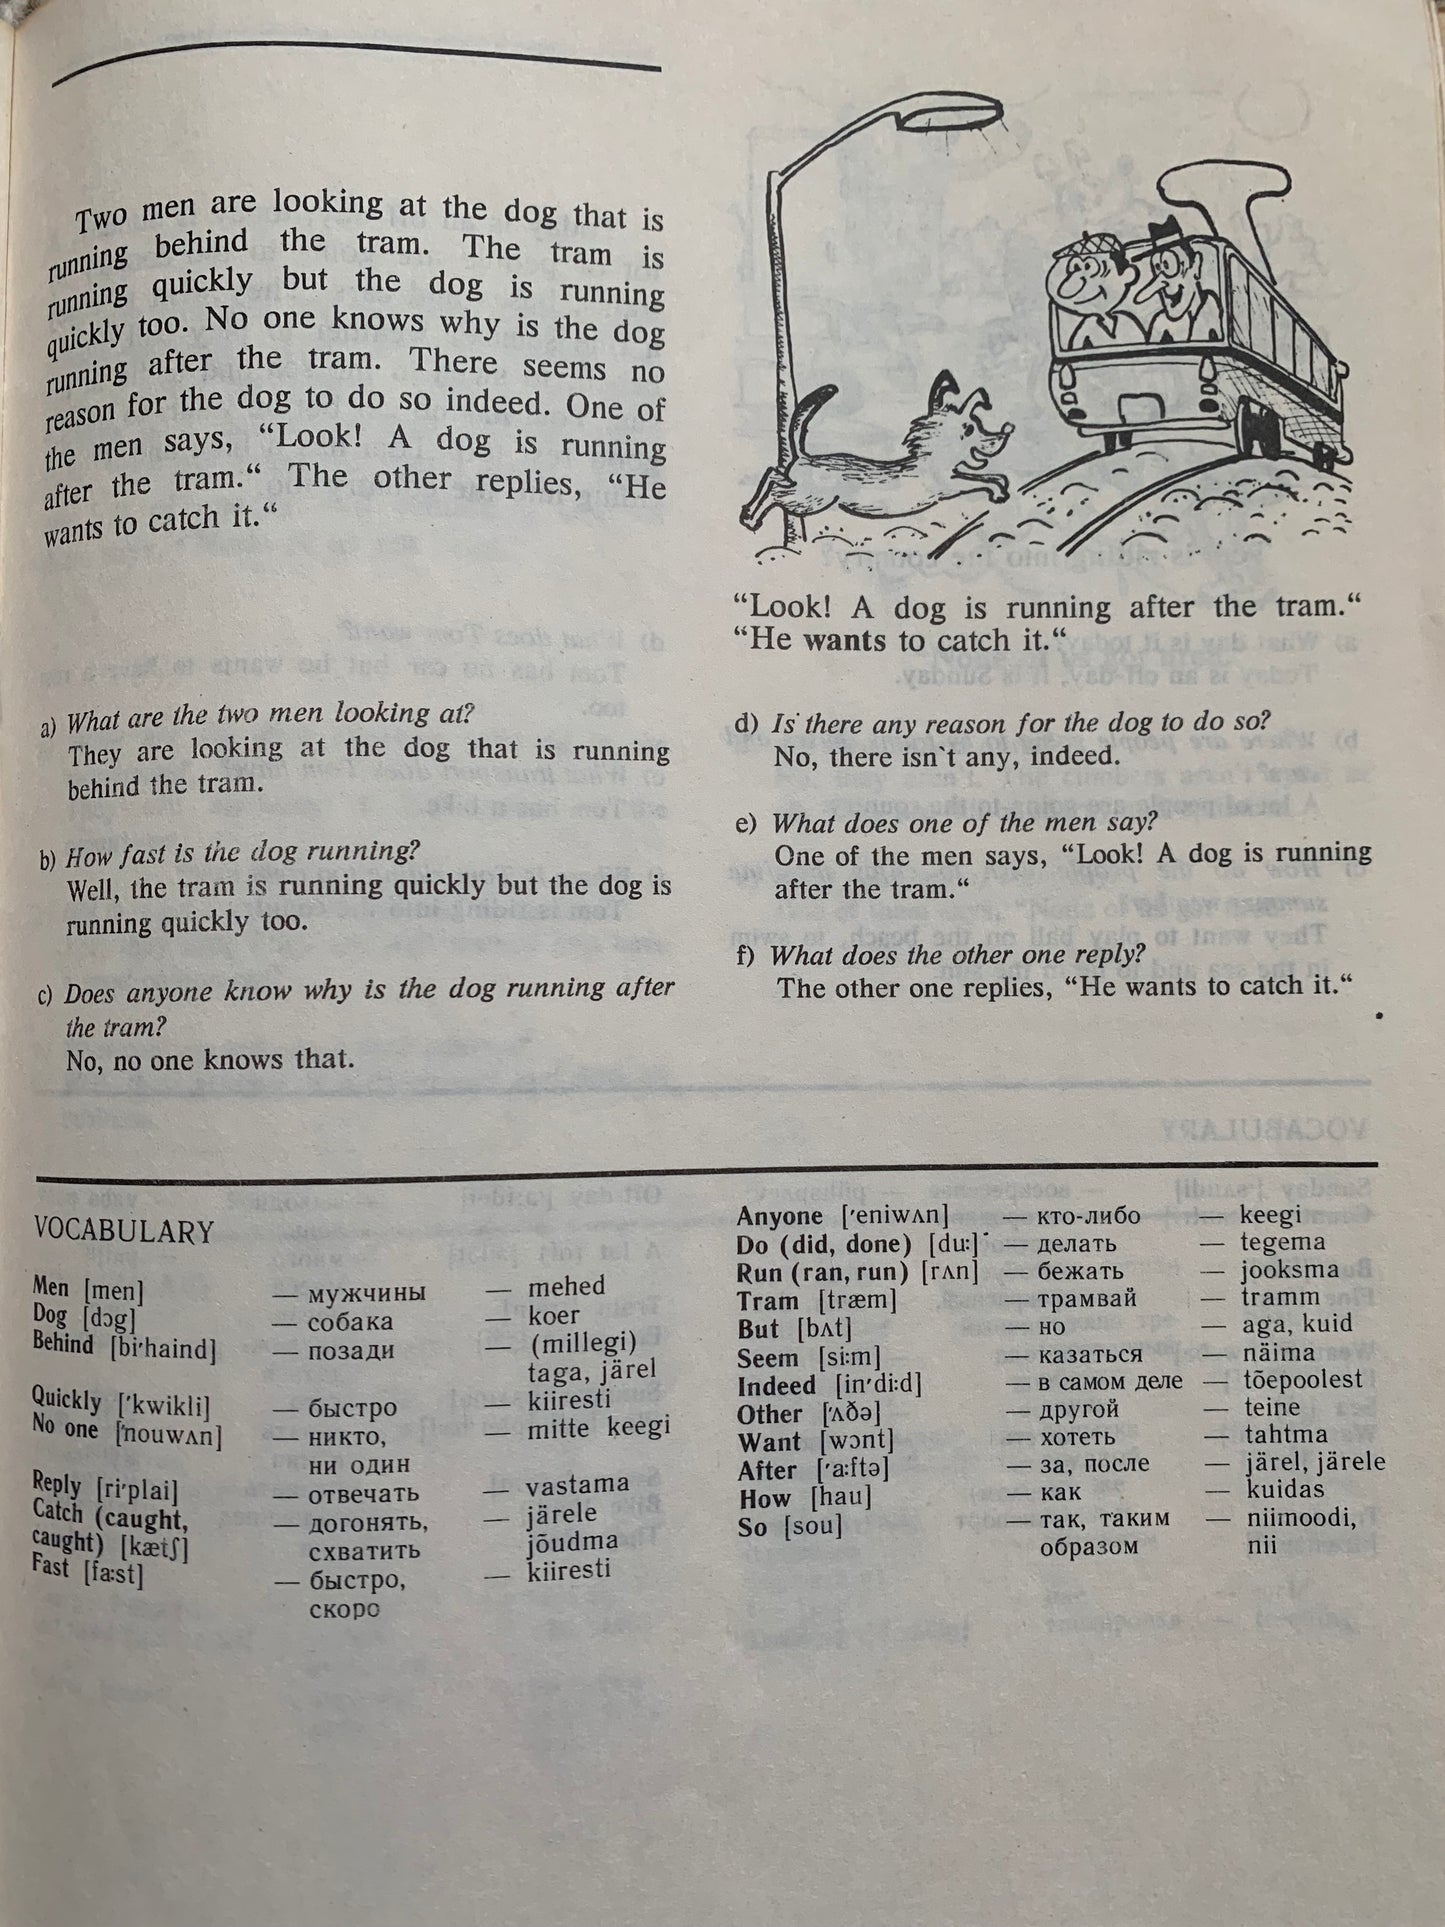 Two men are looking at the dog that is
running behind the tram. The tram is
running quickly but the dog is running
quickly too. No one knows why is the dog
running after the tram. There seems no
reason for the dog to do so indeed. One of
the men says, “Look! A dog is running
after the tram.“ The other replies, “He
wants to catch it.“
“Look! A dog is running after the tram.“
“He wants to catch it.“
a) What are the two men looking at?
They are looking at the dog that is running
behind the tram.
b) How fast is the dog running?
Well, the tram is running quickly but the dog is
running quickly too.
c) Does anyone know why is the dog running after
the tram?
No, no one knows that.
d) Is there any reason for the dog to do so?
No, there isn`t any, indeed.
e) What does one of the men say?
One of the men says, “Look! A dog is running
after the tram.“
f) What does the other one reply?
The other one replies, “He wants to catch it.“
VOCABULARY
Men [men] — мужчины — mehed
Dog [dɔg] — собака — koer
Behind [bi'haind] — позади — (millegi)
taga, järel
Quickly ['kwikli] — быстро — kiiresti
No one ['nouwʌn] — никто, — mitte keegi
ни один
Reply [ri'plai] — отвечать — vastama
Catch (caught, — догонять, — järele
caught) [kætʃ] схватить jõudma
Fast [fa:st] — быстро, — kiiresti
скоро
Anyone ['eniwʌn] — кто-либо — keegi
Do (did, done) [du:] — делать — tegema
Run (ran, run) [rʌn] — бежать — jooksma
Tram [træm] — трамвай — tramm
But [bʌt] — но — aga, kuid
Seem [si:m] — казаться — näima
Indeed [in'di:d] — в самом деле — tõepoolest
Other ['ʌðə] — другой — teine
Want [wɔnt] — хотеть — tahtma
After ['a:ftə] — за, после — järel, järele
How [hau] — как — kuidas
So [sou] — так, таким — niimoodi,
образом nii